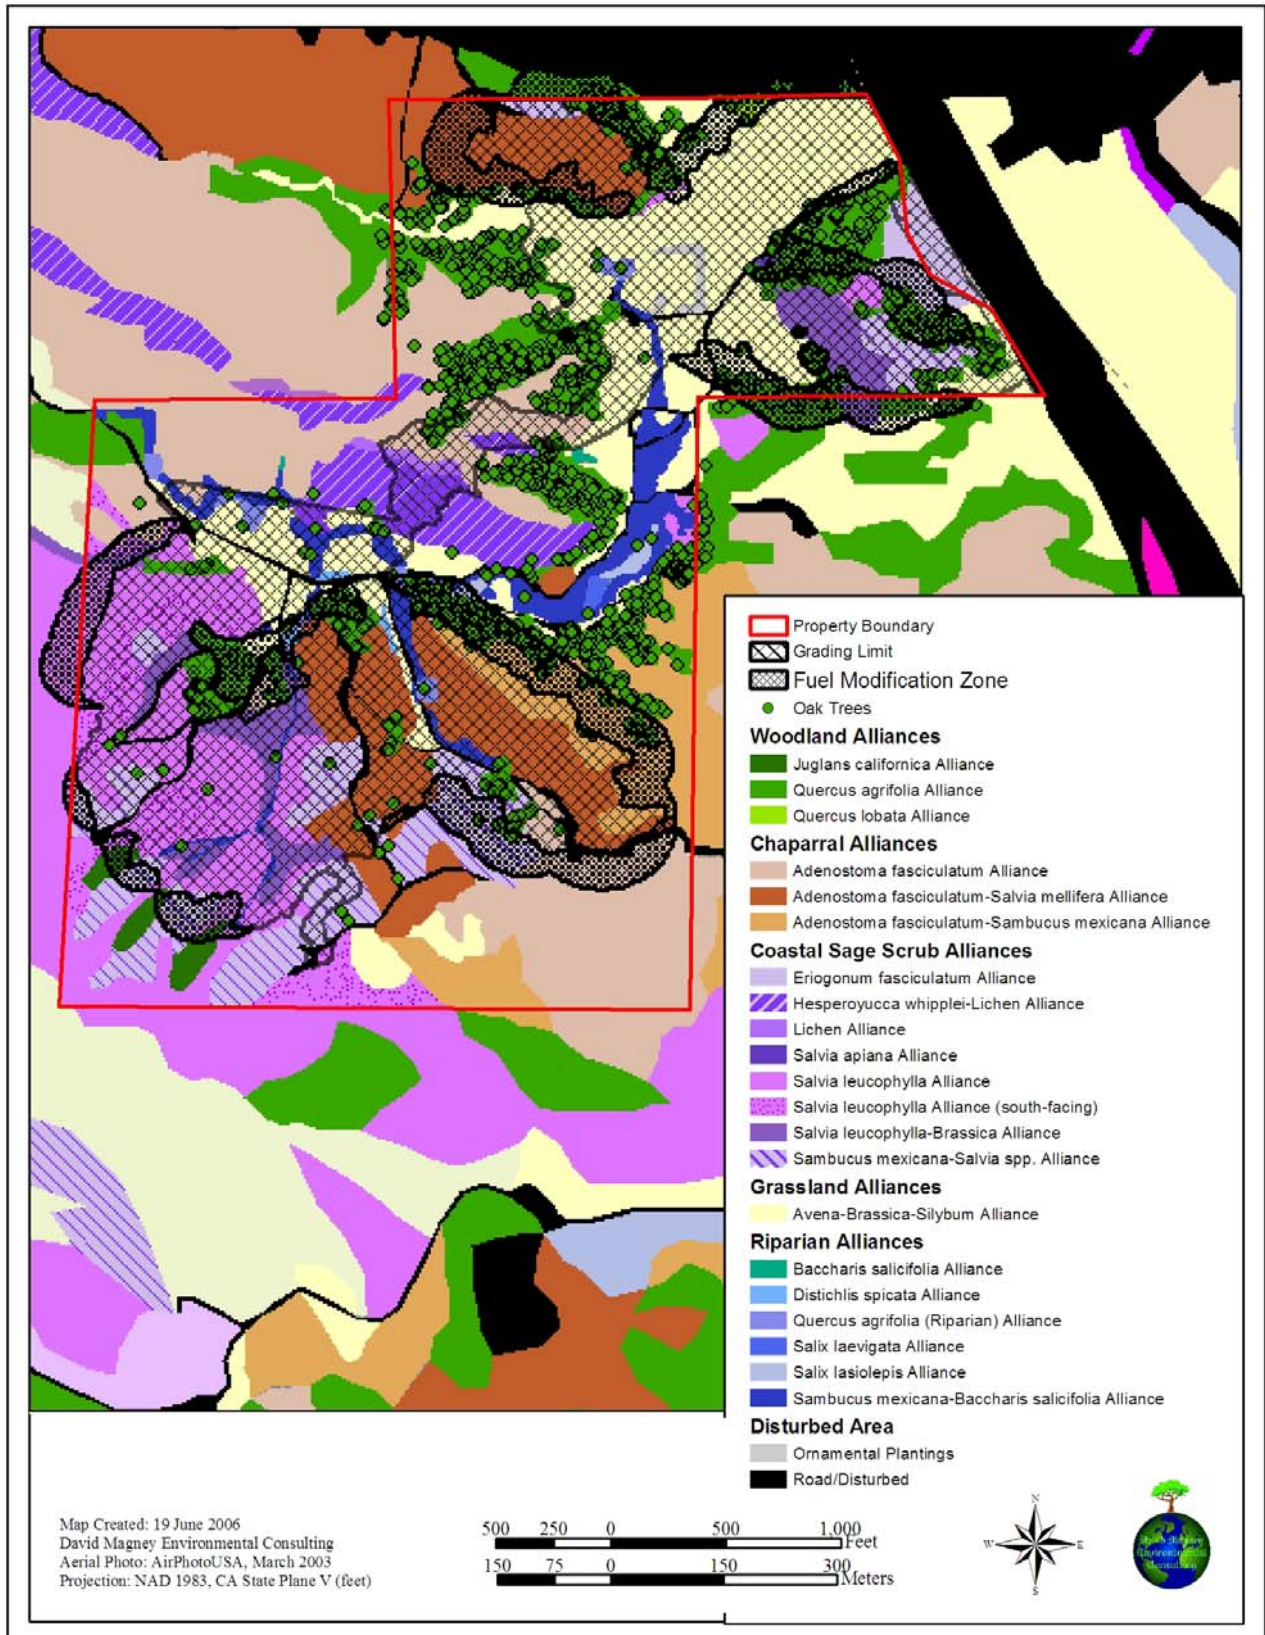 Property Boundary
Grading Limit
Fuel Modification Zone
Oak Trees
Woodland Alliances
Juglans californica Alliance
Quercus agrifolia Alliance
Quercus lobata Alliance
Chaparral Alliances
Adenostoma fasciculatum Alliance
Adenostoma fasciculatum-Salvia mellifera Alliance
Adenostoma fasciculatum-Sambucus mexicana Alliance
Coastal Sage Scrub Alliances
Eriogonum fasciculatum Alliance
Hesperoyucca whipplei-Lichen Alliance
Lichen Alliance
Salvia apiana Alliance
Salvia leucophylla Alliance
Salvia leucophylla Alliance (south-facing)
Salvia leucophylla-Brassica Alliance
Sambucus mexicana-Salvia spp. Alliance
Grassland Alliances
Avena-Brassica-Silybum Alliance
Riparian Alliances
Baccharis salicifolia Alliance
Distichlis spicata Alliance
Quercus agrifolia (Riparian) Alliance
Salix laevigata Alliance
Salix lasiolepis Alliance
Sambucus mexicana-Baccharis salicifolia Alliance
Disturbed Area
Ornamental Plantings
Road/Disturbed
Map Created: 19 June 2006
David Magney Environmental Consulting
Aerial Photo: AirPhotoUSA, March 2003
Projection: NAD 1983, CA State Plane V (feet)
500 250 0 500 1,000
Feet
150 75 0 150 300
Meters
N
W E
S
David Magney
Environmental
Consulting